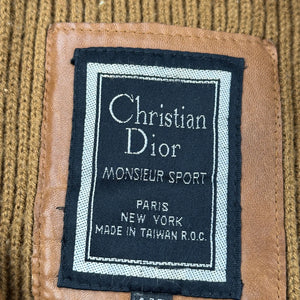 Christian
Dior
MONSIEUR SPORT
PARIS
NEW YORK
MADE IN TAIWAN R.O.C.